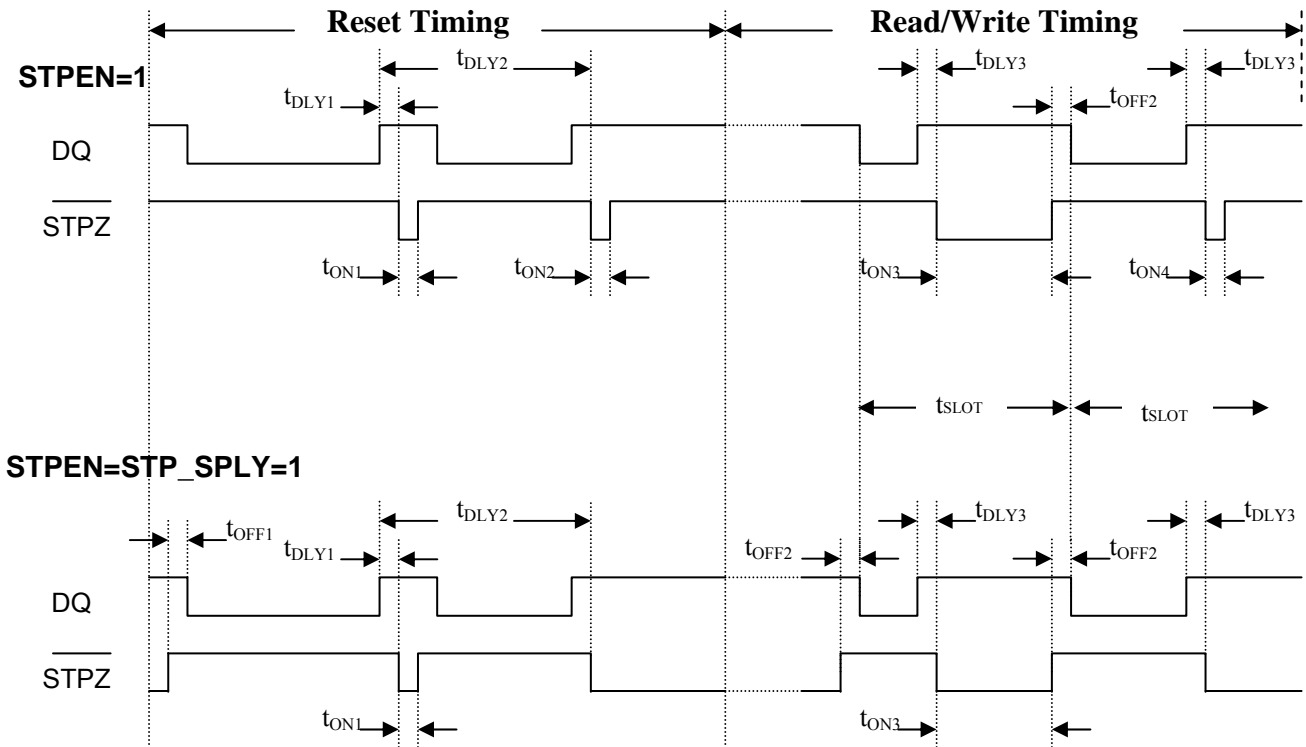 Reset Timing Read/Write Timing
STPEN=1
tDLY2 tDLY3 tDLY3
tDLY1 tOFF2
DQ
STPZ
tON1 tON2 tON3 tON4
tSLOT tSLOT
STPEN=STP_SPLY=1
tOFF1 tDLY2 tDLY3 tDLY3
tDLY1 tOFF2 tOFF2
DQ
STPZ
tON1 tON3